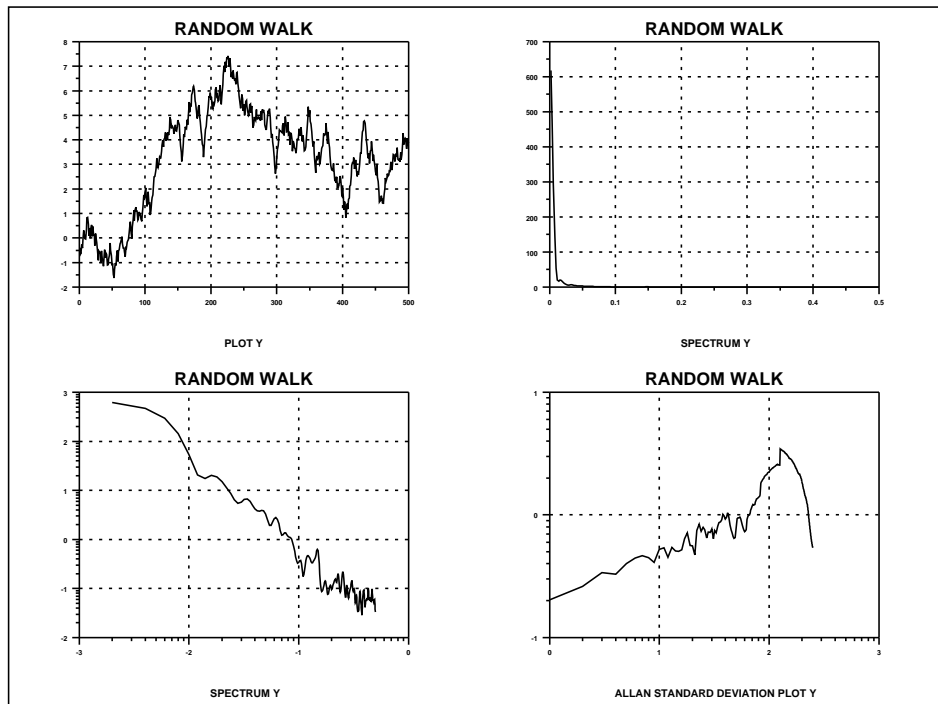 RANDOM WALK
8
7
6
5
4
3
2
1
0
-1
-2
0 100 200 300 400 500
PLOT Y
RANDOM WALK
700
600
500
400
300
200
100
0
0 0.1 0.2 0.3 0.4 0.5
SPECTRUM Y
RANDOM WALK
3
2
1
0
-1
-2
-3 -2 -1 0
SPECTRUM Y
RANDOM WALK
1
0
-1
0 1 2 3
ALLAN STANDARD DEVIATION PLOT Y